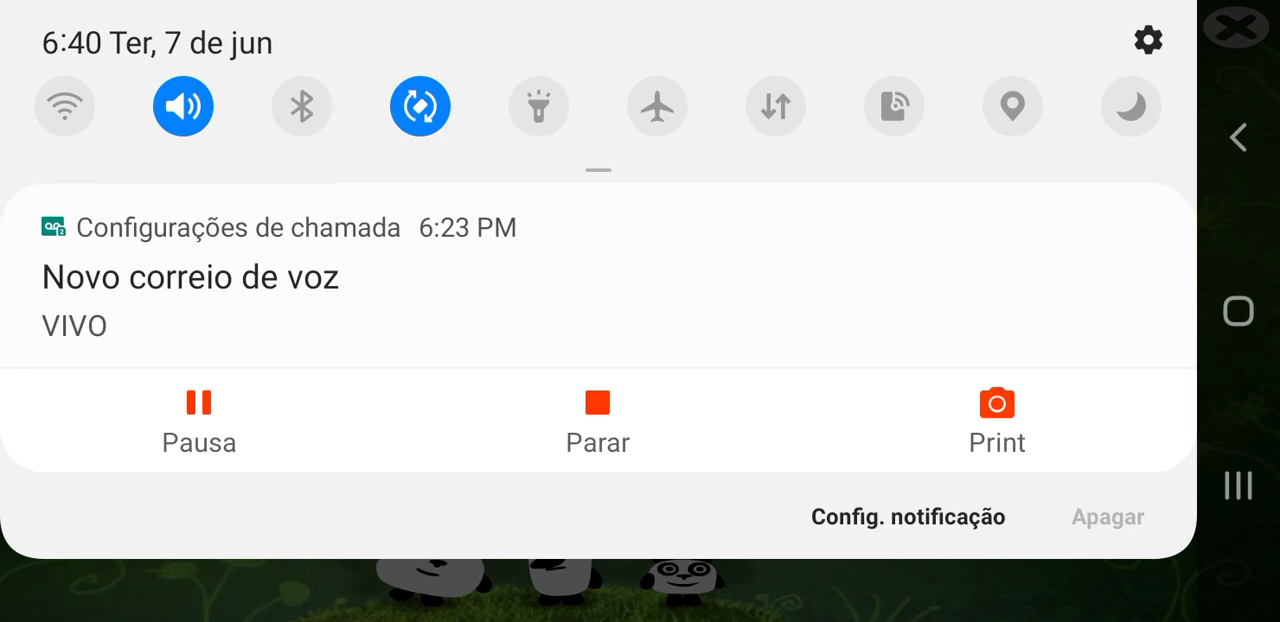 6:40 Ter, 7 de jun
Configurações de chamada 6:23 PM
Novo correio de voz
VIVO
Pausa Parar Print
Config. notificação Apagar